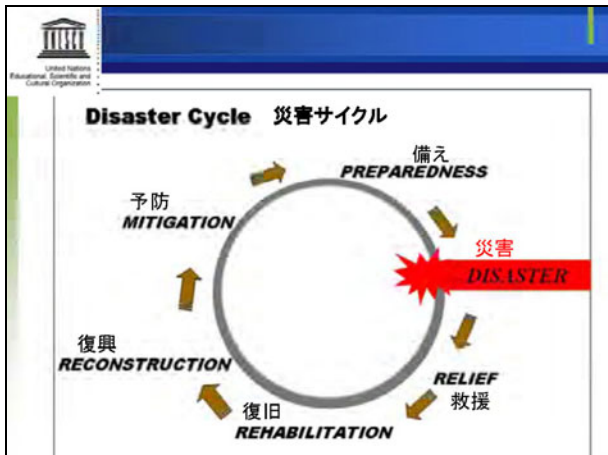 United Nations
Educational, Scientific and
Cultural Organization
Disaster Cycle 災害サイクル
備え
PREPAREDNESS
予防
MITIGATION
災害
DISASTER
復興
RECONSTRUCTION
RELIEF
救援
復旧
REHABILITATION